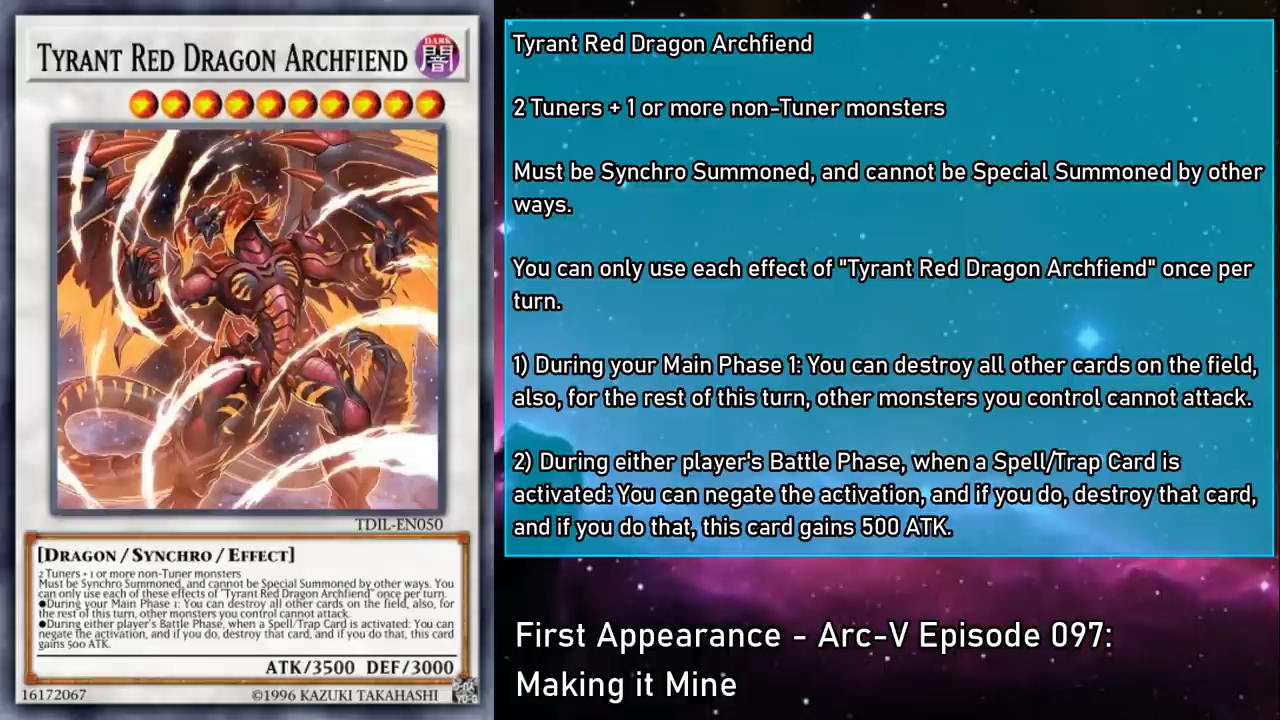 TYRANT RED DRAGON ARCHFIEND
DARK
闇
TDIL-EN050
[DRAGON / SYNCHRO / EFFECT]
2 Tuners + 1 or more non-Tuner monsters
Must be Synchro Summoned, and cannot be Special Summoned by other ways. You
can only use each of these effects of "Tyrant Red Dragon Archfiend" once per turn.
●During your Main Phase 1: You can destroy all other cards on the field, also, for
the rest of this turn, other monsters you control cannot attack.
●During either player's Battle Phase, when a Spell/Trap Card is activated: You can
negate the activation, and if you do, destroy that card, and if you do that, this card
gains 500 ATK.
ATK/3500 DEF/3000
16172067
©1996 KAZUKI TAKAHASHI
Tyrant Red Dragon Archfiend
2 Tuners + 1 or more non-Tuner monsters
Must be Synchro Summoned, and cannot be Special Summoned by other
ways.
You can only use each effect of "Tyrant Red Dragon Archfiend" once per
turn.
1) During your Main Phase 1: You can destroy all other cards on the field,
also, for the rest of this turn, other monsters you control cannot attack.
2) During either player's Battle Phase, when a Spell/Trap Card is
activated: You can negate the activation, and if you do, destroy that card,
and if you do that, this card gains 500 ATK.
First Appearance - Arc-V Episode 097:
Making it Mine